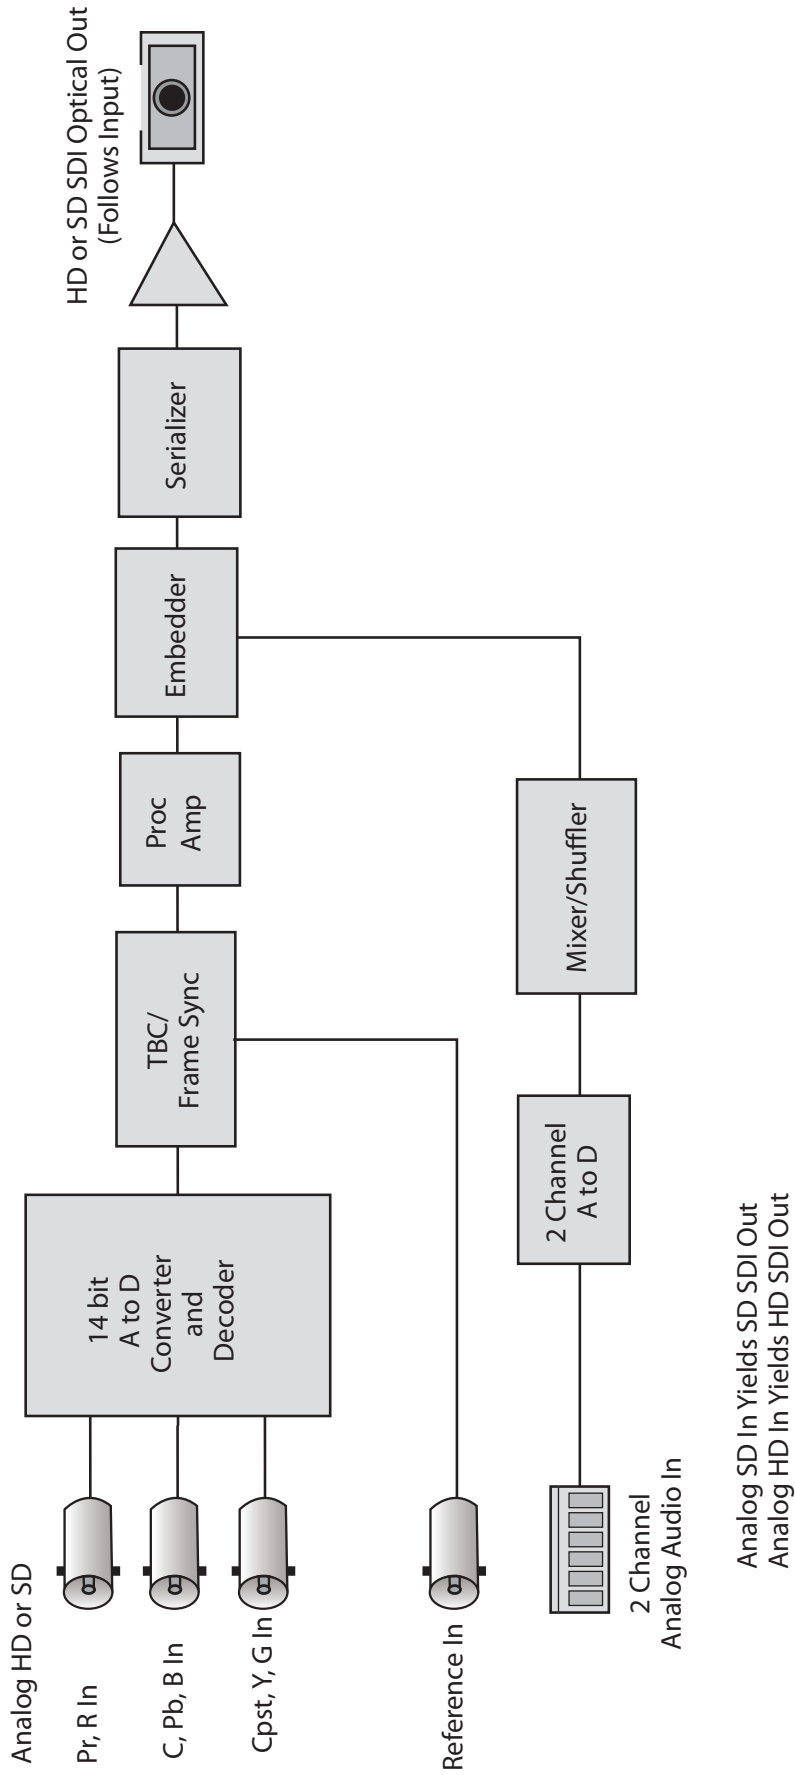 Analog HD or SD
Pr, R In
C, Pb, B In
Cpst, Y, G In
Reference In
2 Channel
Analog Audio In
14 bit
A to D
Converter
and
Decoder
TBC/
Frame Sync
Proc
Amp
Embedder
Serializer
HD or SD SDI Optical Out
(Follows Input)
2 Channel
A to D
Mixer/Shuffler
Analog SD In Yields SD SDI Out
Analog HD In Yields HD SDI Out